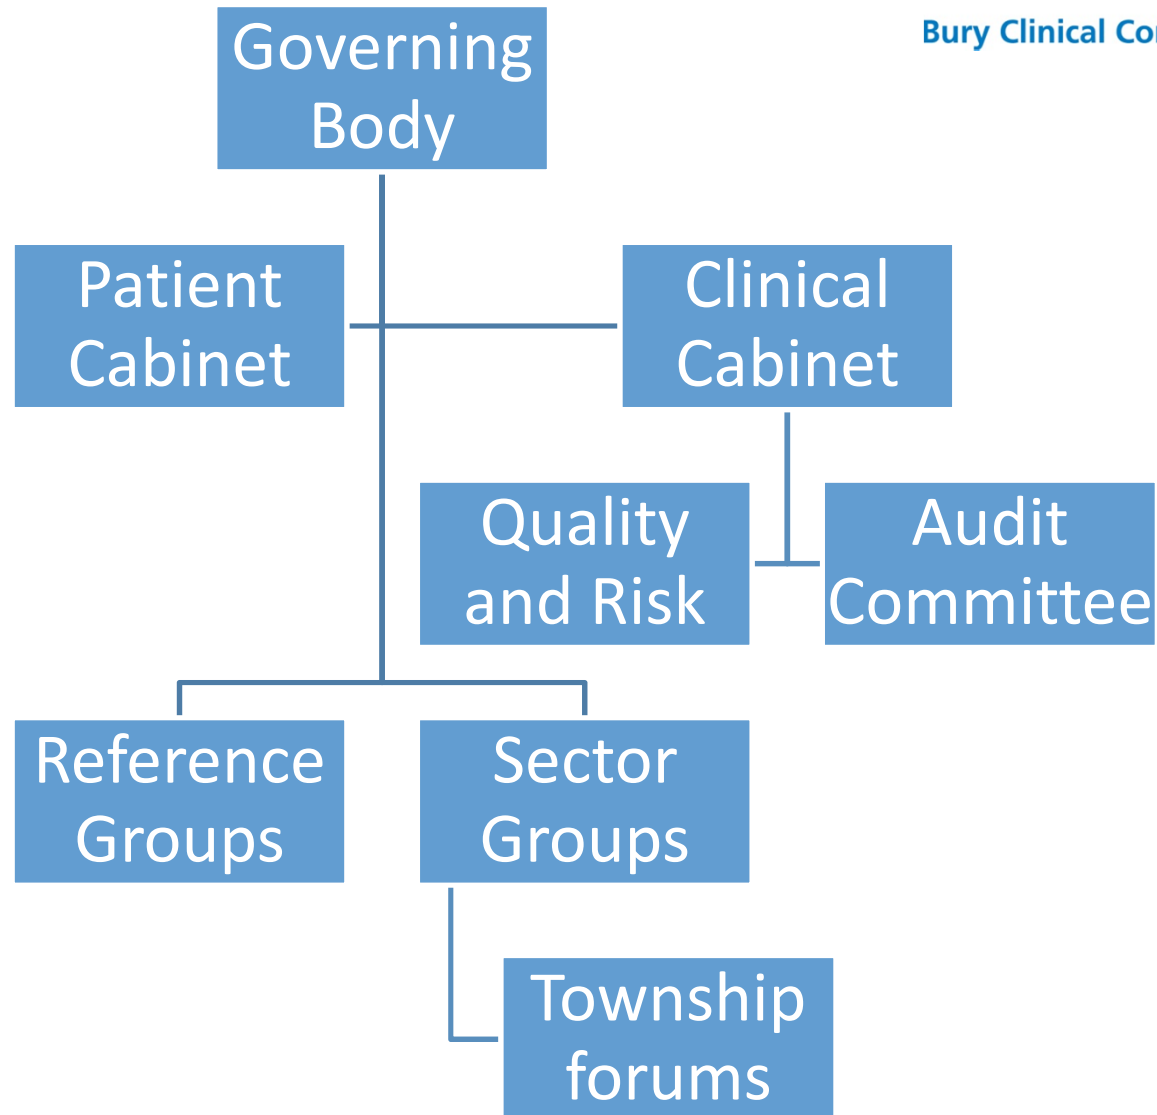 Governing
Body
Bury Clinical
Patient
Cabinet
Clinical
Cabinet
Quality
and Risk
Audit
Committee
Reference
Groups
Sector
Groups
Township
forums